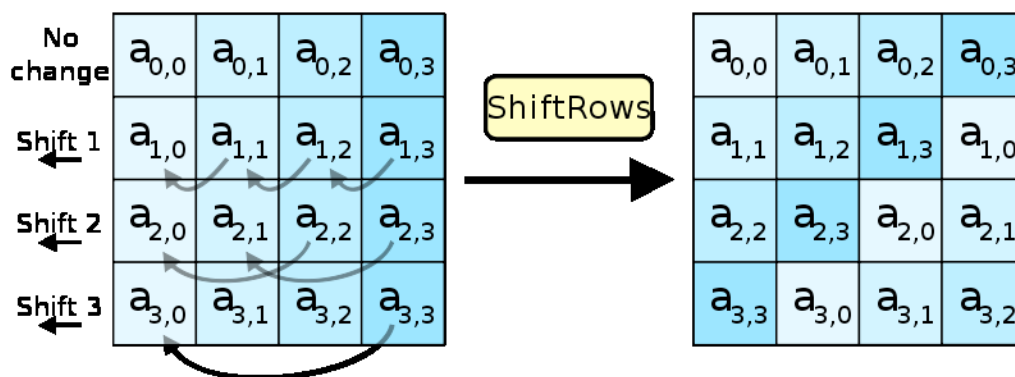 No change a0,0 a0,1 a0,2 a0,3
Shift 1 a1,0 a1,1 a1,2 a1,3
Shift 2 a2,0 a2,1 a2,2 a2,3
Shift 3 a3,0 a3,1 a3,2 a3,3
ShiftRows
a0,0 a0,1 a0,2 a0,3
a1,1 a1,2 a1,3 a1,0
a2,2 a2,3 a2,0 a2,1
a3,3 a3,0 a3,1 a3,2